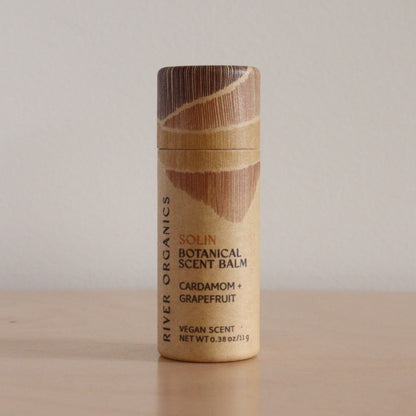 RIVER ORGANICS
SOLIN
BOTANICAL
SCENT BALM
CARDAMOM +
GRAPEFRUIT
VEGAN SCENT
NET WT 0.38 oz/11 g